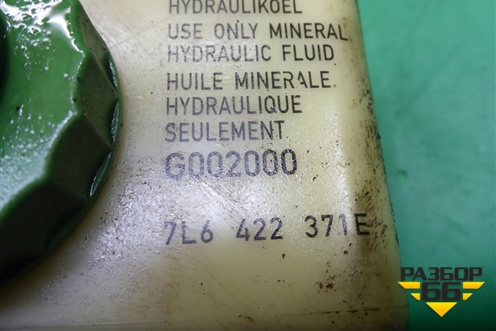 HYDRAULIKOEL
USE ONLY MINERAL
HYDRAULIC FLUID
HUILE MINERALE
HYDRAULIQUE
SEULEMENT
G002000
7L6 422 371E
РАЗБОР
66